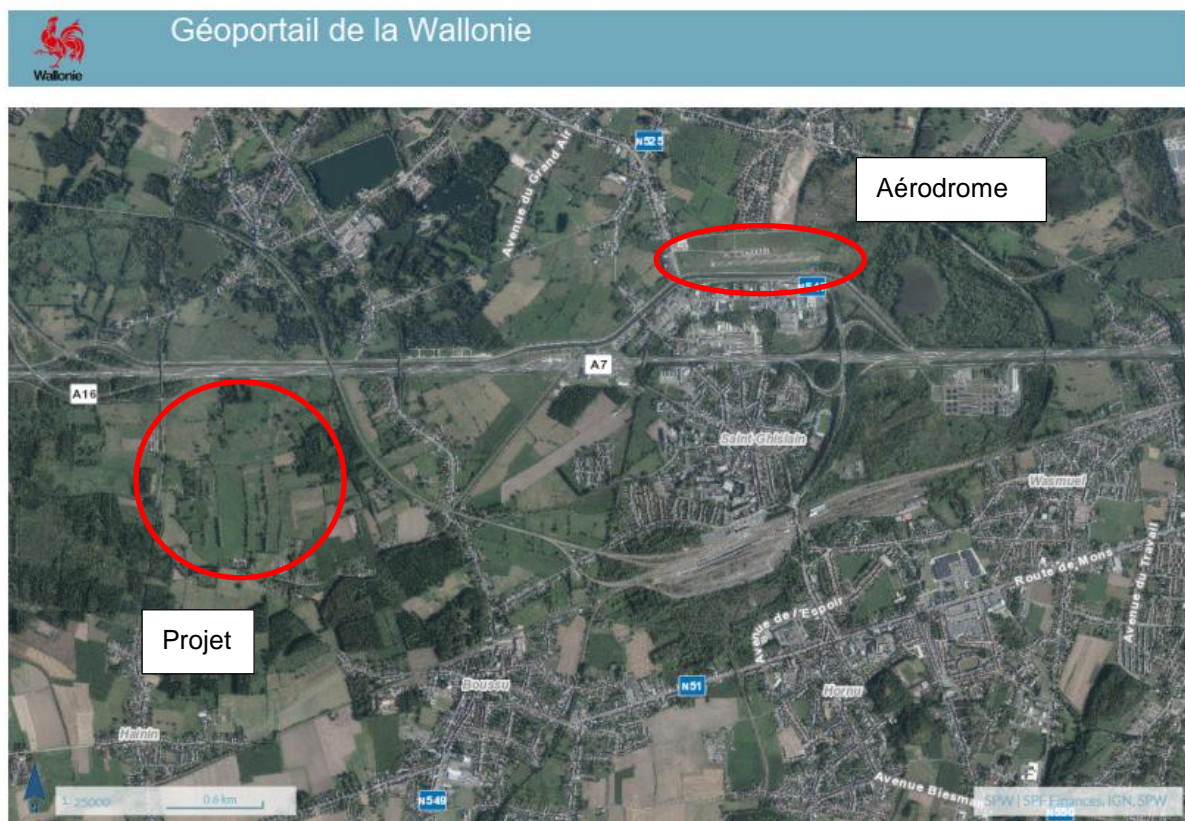 Géoportail de la Wallonie
Wallonie
N525
Avenue du Grand Air
Aérodrome
A7
A16
Saint-Ghislain
Wasmuel
Route de Mons
Avenue du Travail
Avenue de l'Espoir
Projet
Boussu
N51
Hornu
Hainin
1: 25000
0.6 km
N549
SPW | SPF Finances, IGN, SPW
N550